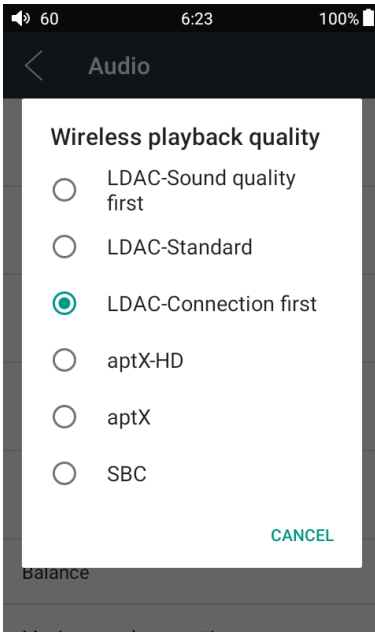 60 6:23 100%
Audio
Wireless playback quality
LDAC-Sound quality
first
LDAC-Standard
LDAC-Connection first
aptX-HD
aptX
SBC
CANCEL
Balance